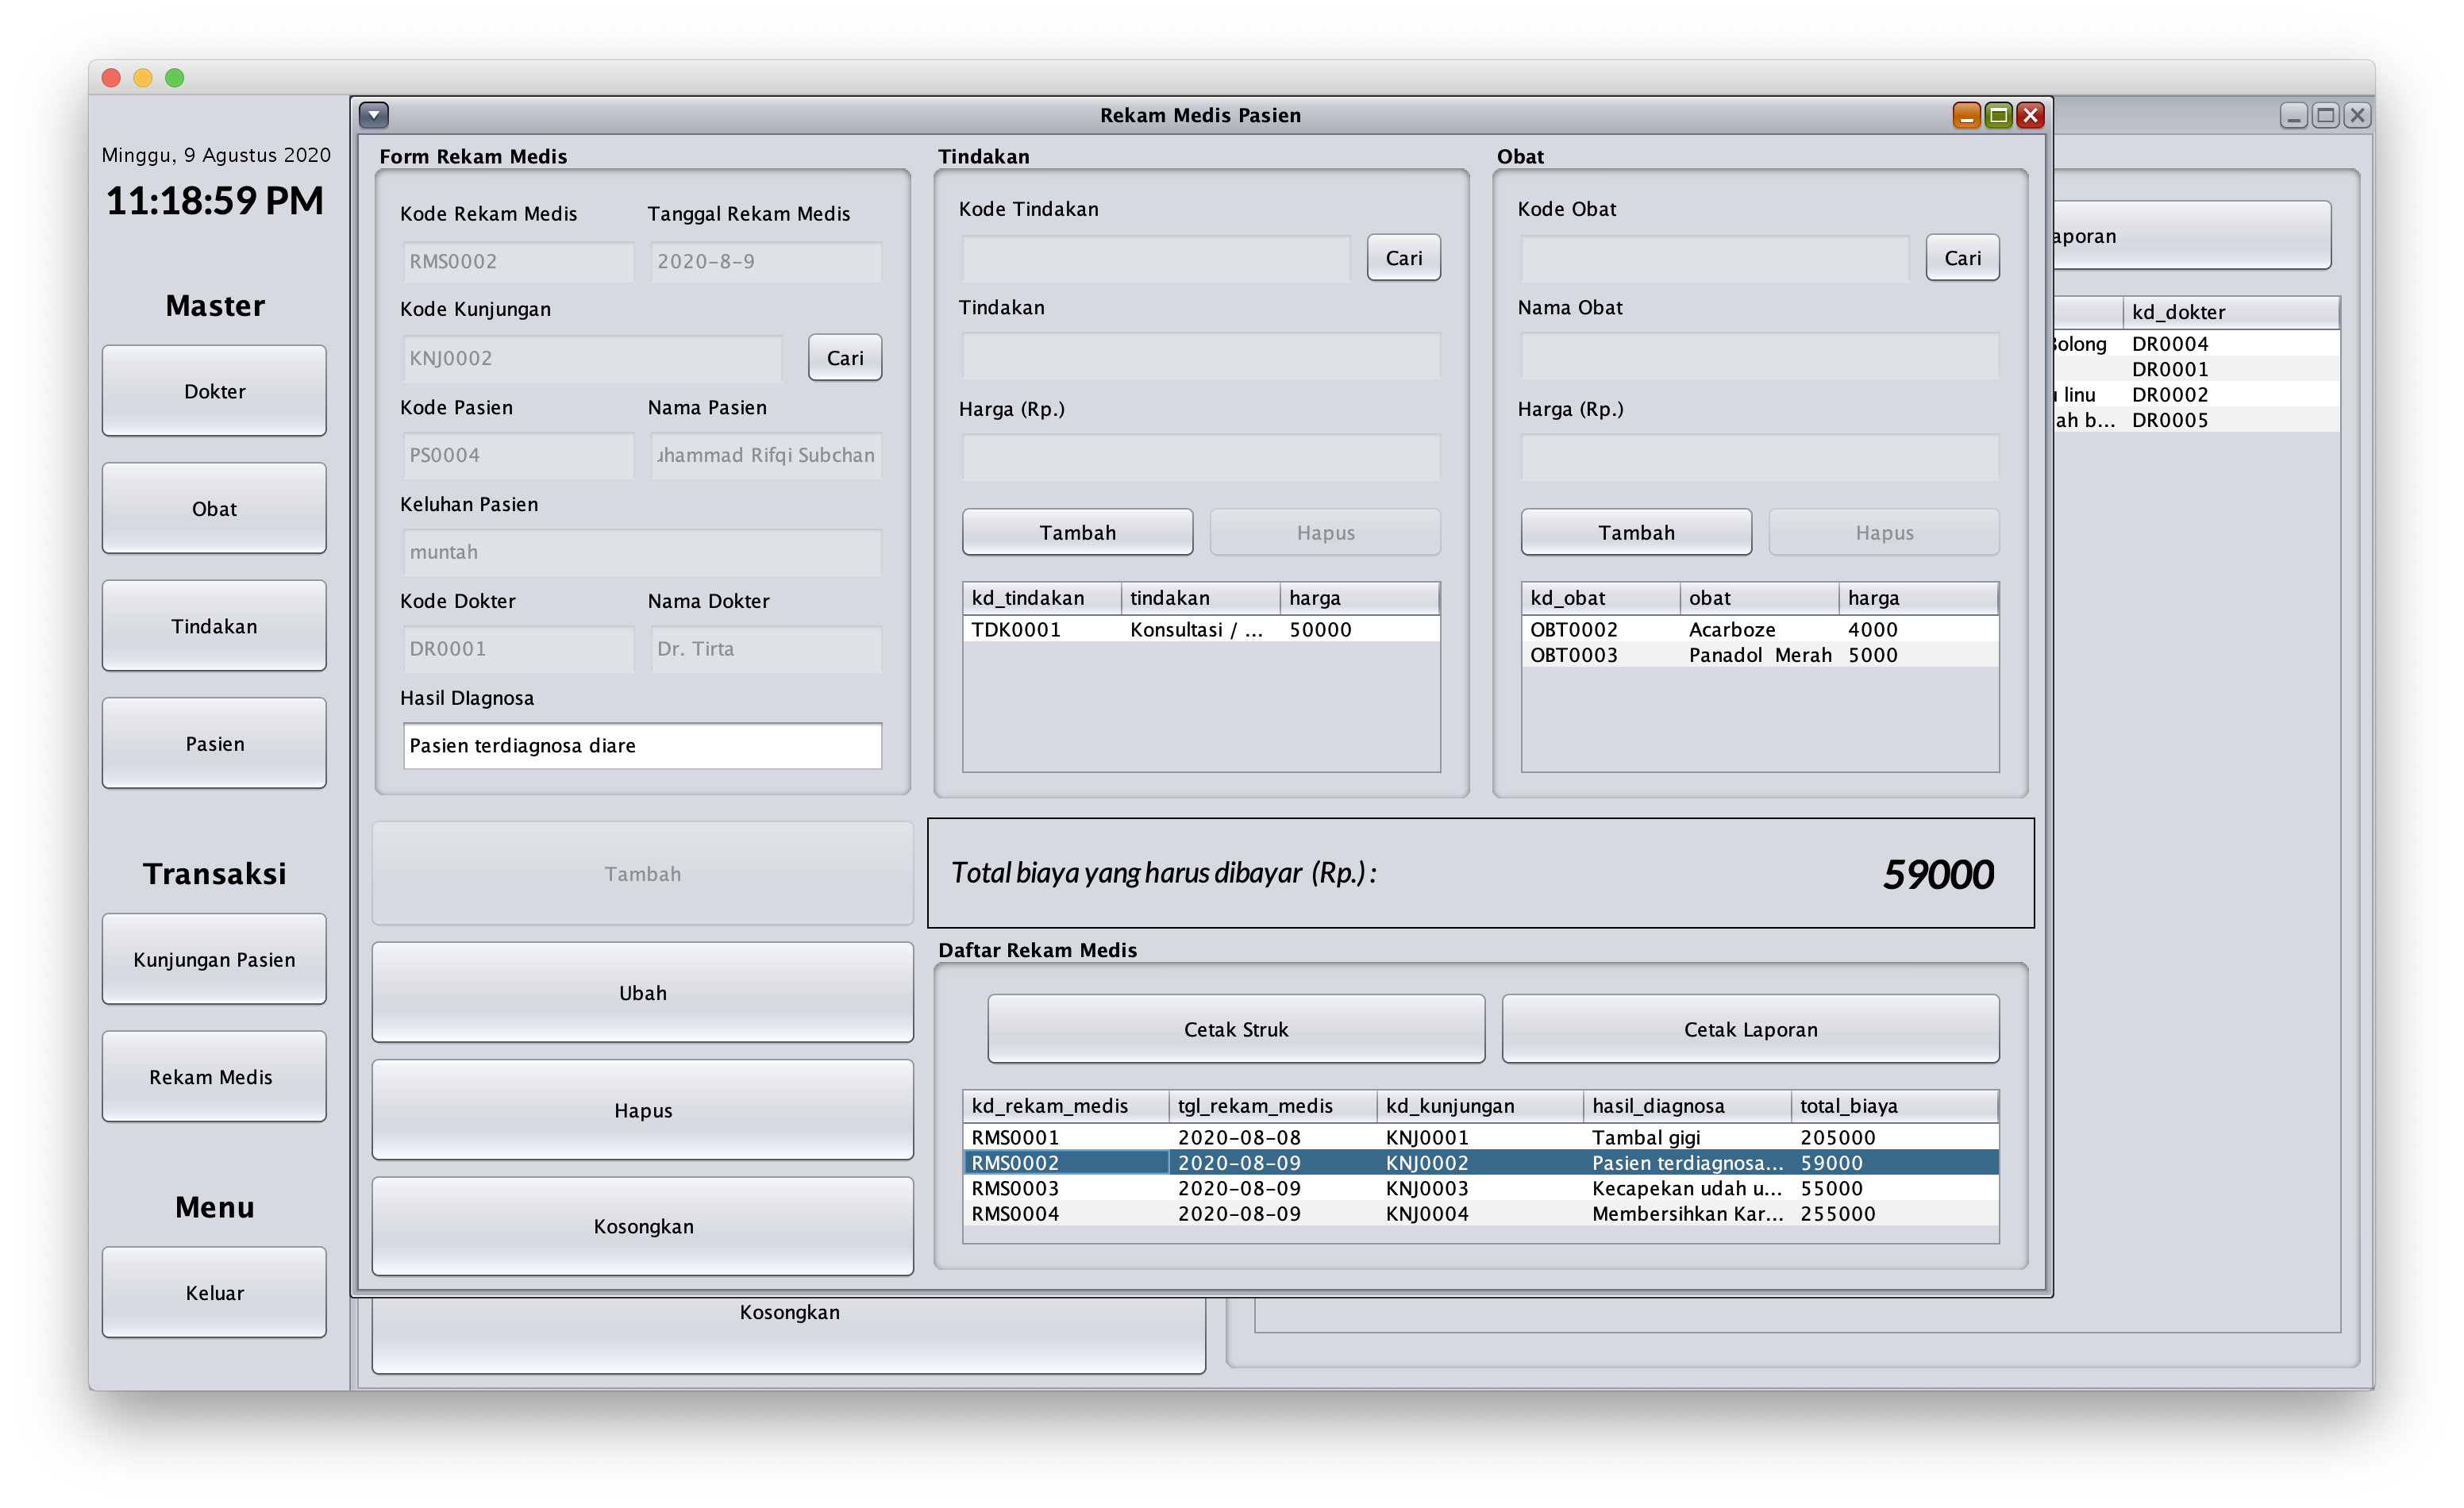 Minggu, 9 Agustus 2020
11:18:59 PM
Master
Dokter
Obat
Tindakan
Pasien
Transaksi
Kunjungan Pasien
Rekam Medis
Menu
Keluar
Rekam Medis Pasien
Form Rekam Medis
Kode Rekam Medis Tanggal Rekam Medis
RMS0002 2020-8-9
Kode Kunjungan
KNJ0002 Cari
Kode Pasien Nama Pasien
PS0004 uhammad Rifqi Subchan
Keluhan Pasien
muntah
Kode Dokter Nama Dokter
DR0001 Dr. Tirta
Hasil DIagnosa
Pasien terdiagnosa diare
Tambah
Ubah
Hapus
Kosongkan
Tindakan
Kode Tindakan
Cari
Tindakan
Harga (Rp.)
Tambah Hapus
kd_tindakan tindakan harga
TDK0001 Konsultasi / ... 50000
Obat
Kode Obat
Cari
Nama Obat
Harga (Rp.)
Tambah Hapus
kd_obat obat harga
OBT0002 Acarboze 4000
OBT0003 Panadol Merah 5000
Total biaya yang harus dibayar (Rp.) : 59000
Daftar Rekam Medis
Cetak Struk Cetak Laporan
kd_rekam_medis tgl_rekam_medis kd_kunjungan hasil_diagnosa total_biaya
RMS0001 2020-08-08 KNJ0001 Tambal gigi 205000
RMS0002 2020-08-09 KNJ0002 Pasien terdiagnosa... 59000
RMS0003 2020-08-09 KNJ0003 Kecapekan udah u... 55000
RMS0004 2020-08-09 KNJ0004 Membersihkan Kar... 255000
aporan
kd_dokter
Bolong DR0004
DR0001
u linu DR0002
ah b... DR0005
Kosongkan